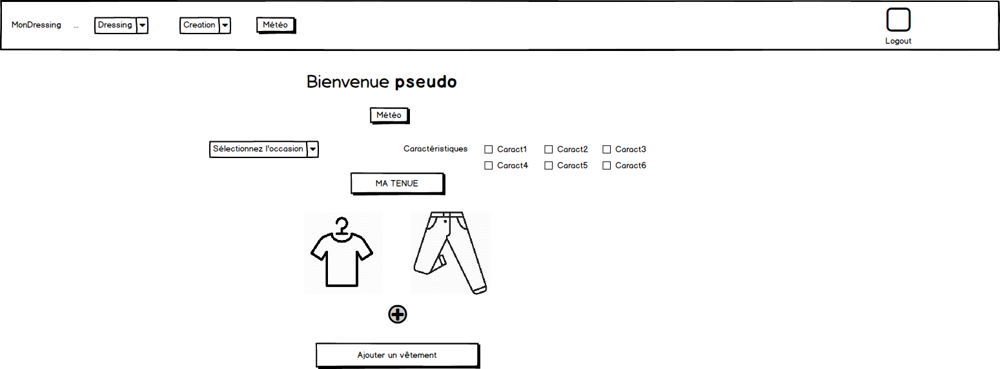 MonDressing ... Dressing Creation Météo
Logout
Bienvenue pseudo
Météo
Sélectionnez l'occasion Caractéristiques Caract1 Caract2 Caract3
Caract4 Caract5 Caract6
MA TENUE
Ajouter un vêtement